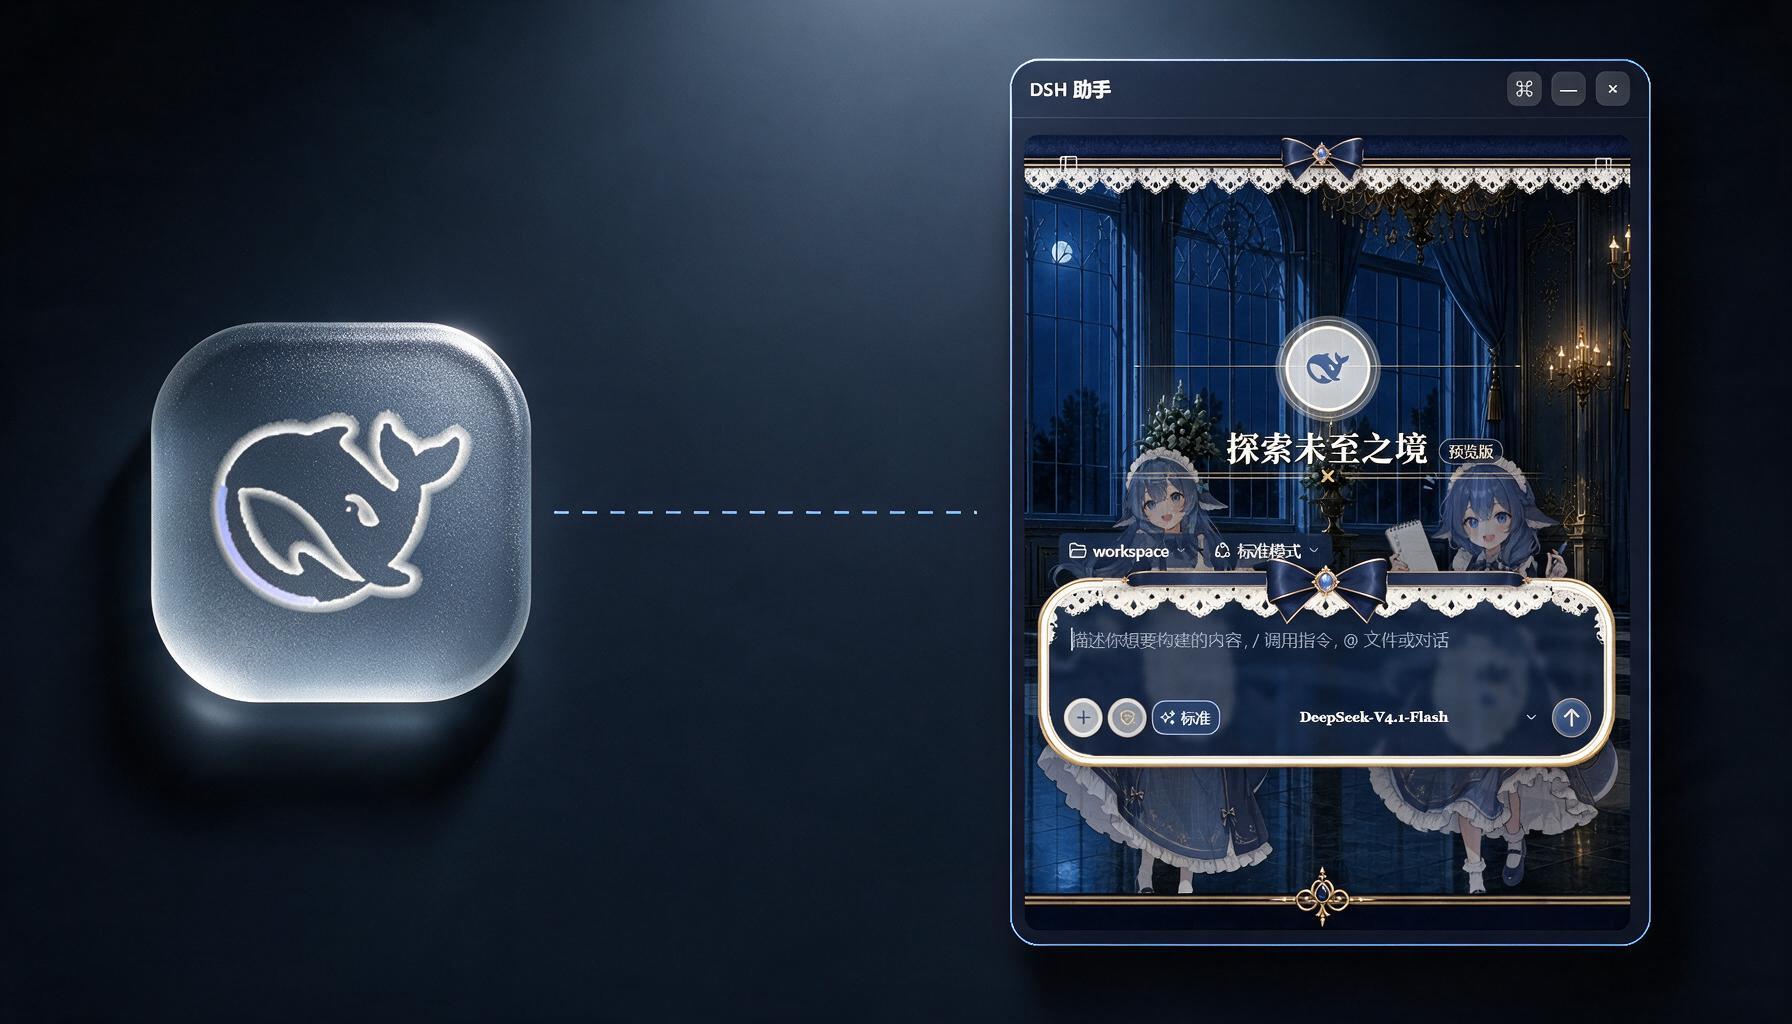 DSH 助手
探索未至之境 预览版
workspace 标准模式
描述你想要构建的内容, / 调用指令, @ 文件或对话
标准 DeepSeek-V4.1-Flash